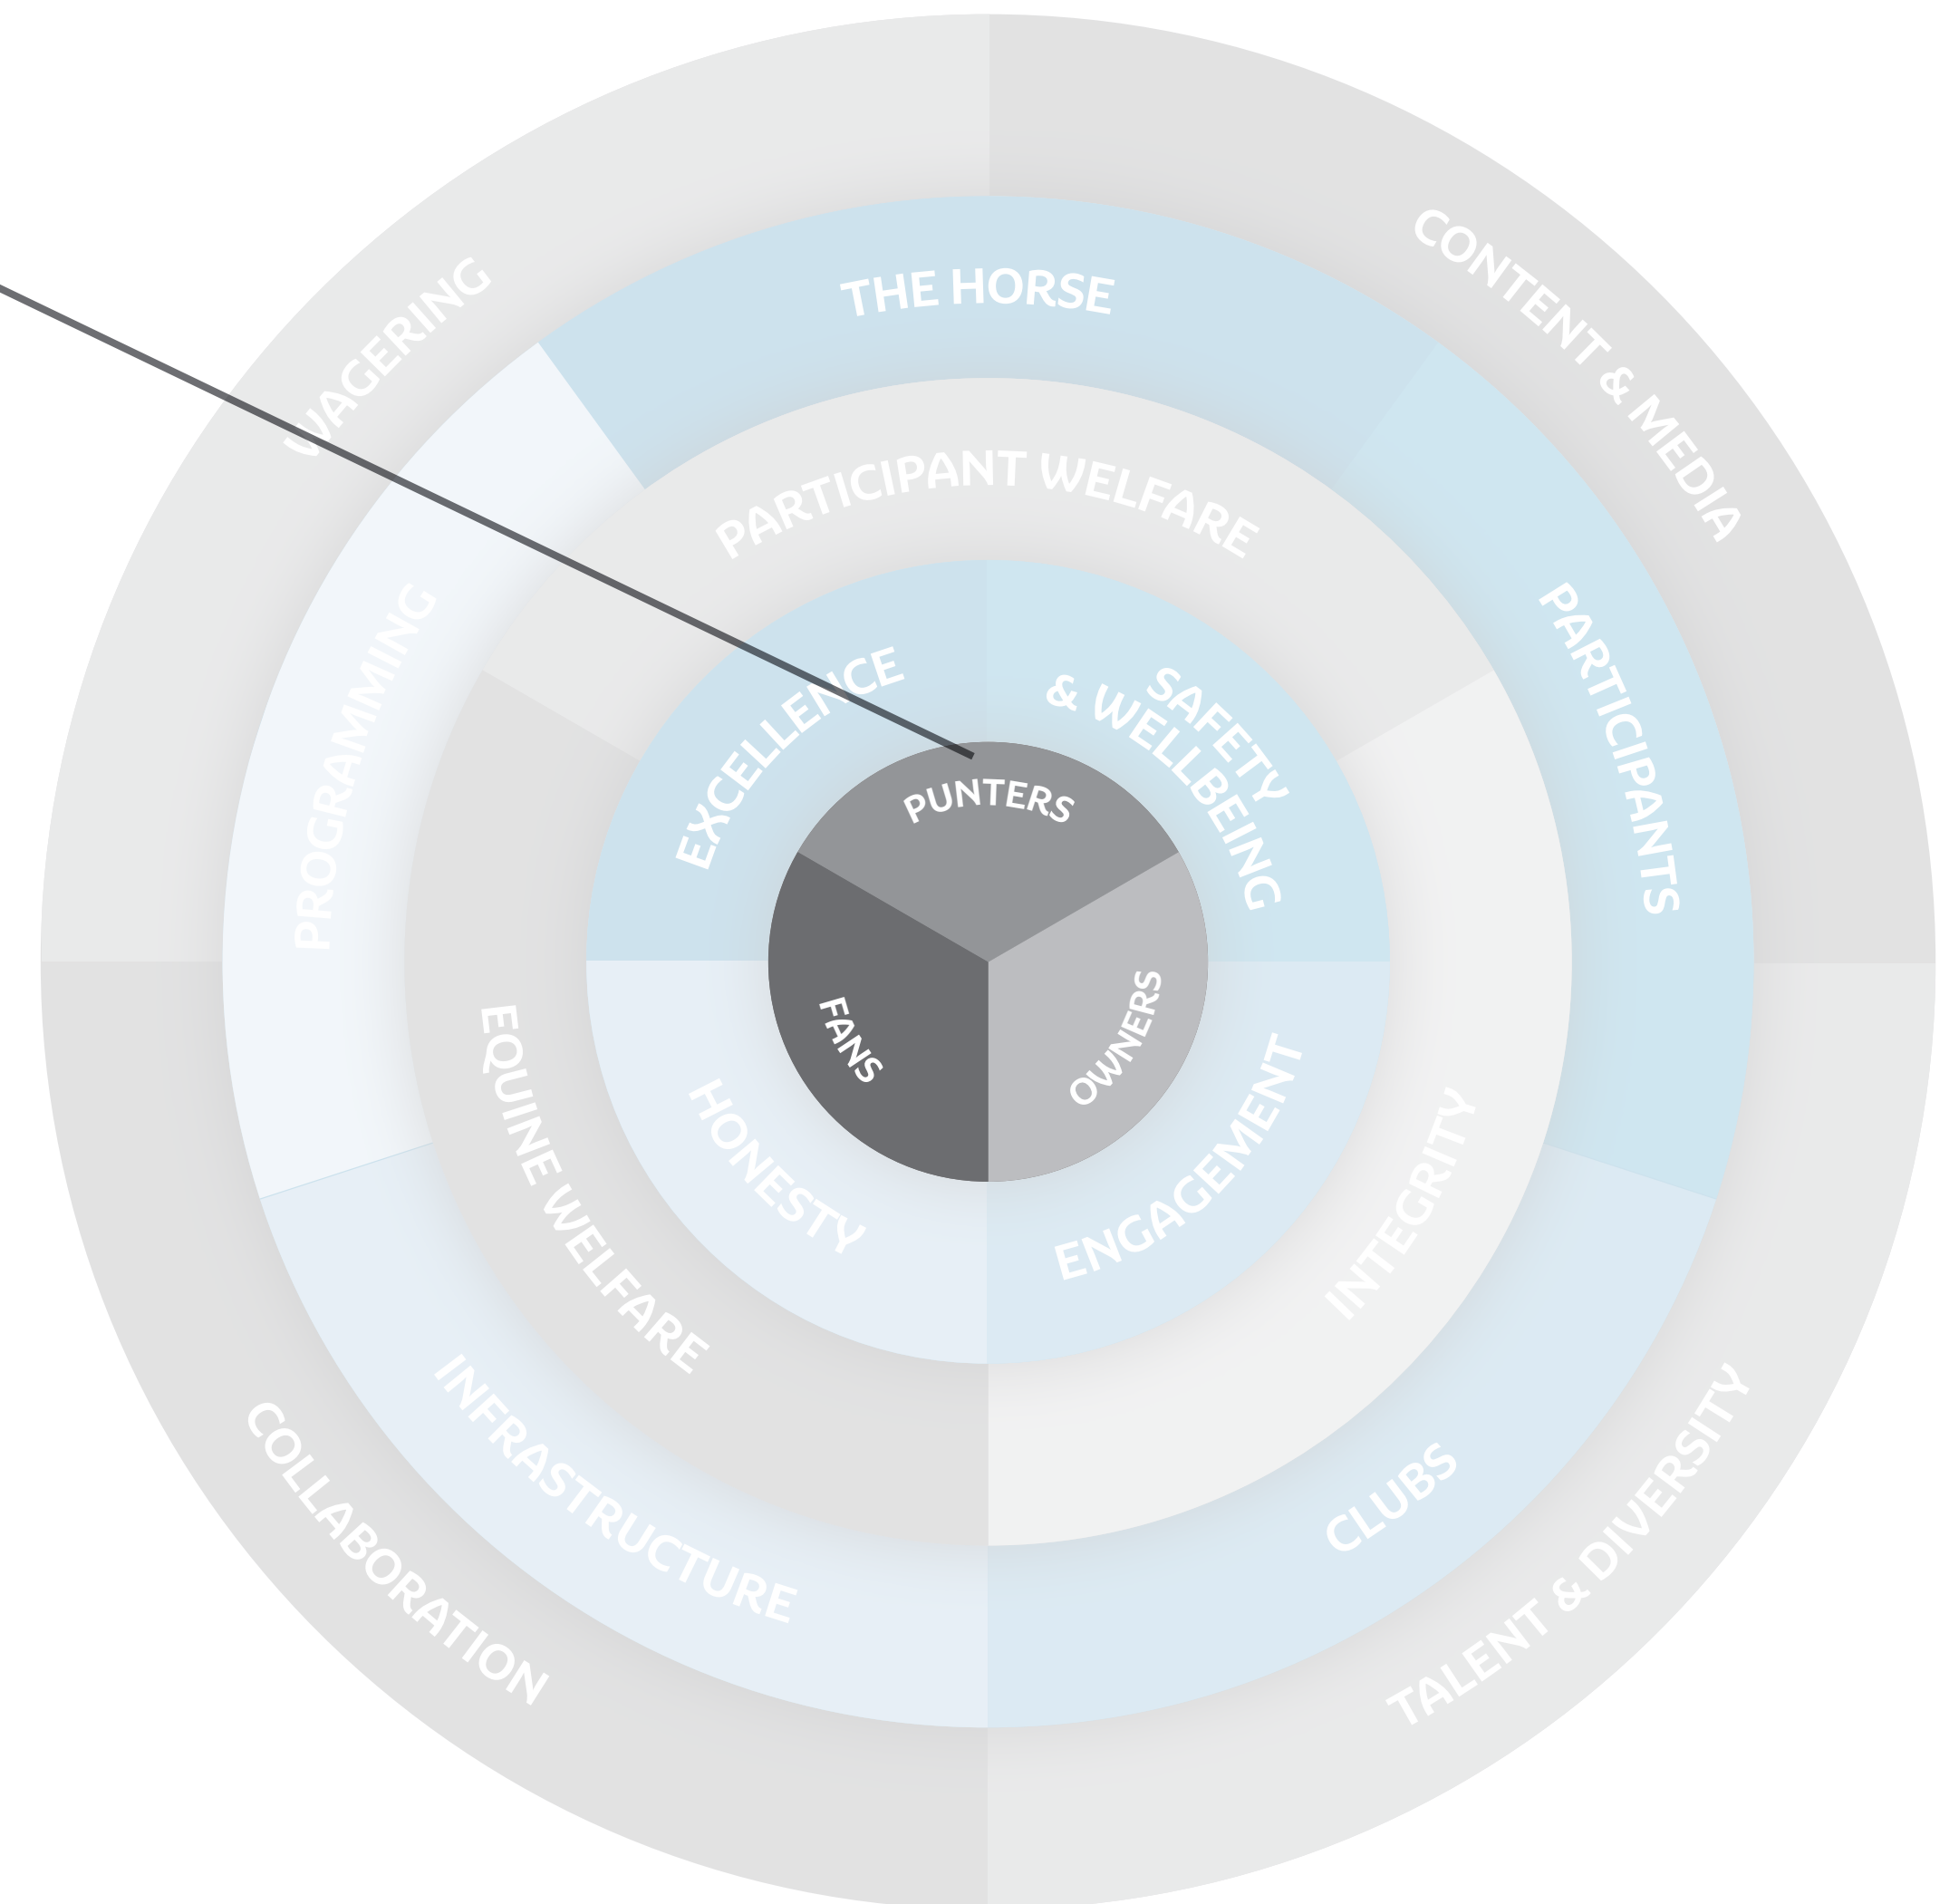 WAGERING
CONTENT & MEDIA
THE HORSE
PARTICIPANT WELFARE
PROGRAMMING
PARTICIPANTS
EXCELLENCE
SAFETY
& WELLBEING
PUNTERS
FANS
OWNERS
HONESTY
ENGAGEMENT
EQUINE WELFARE
INTEGRITY
INFRASTRUCTURE
CLUBS
COLLABORATION
TALENT & DIVERSITY